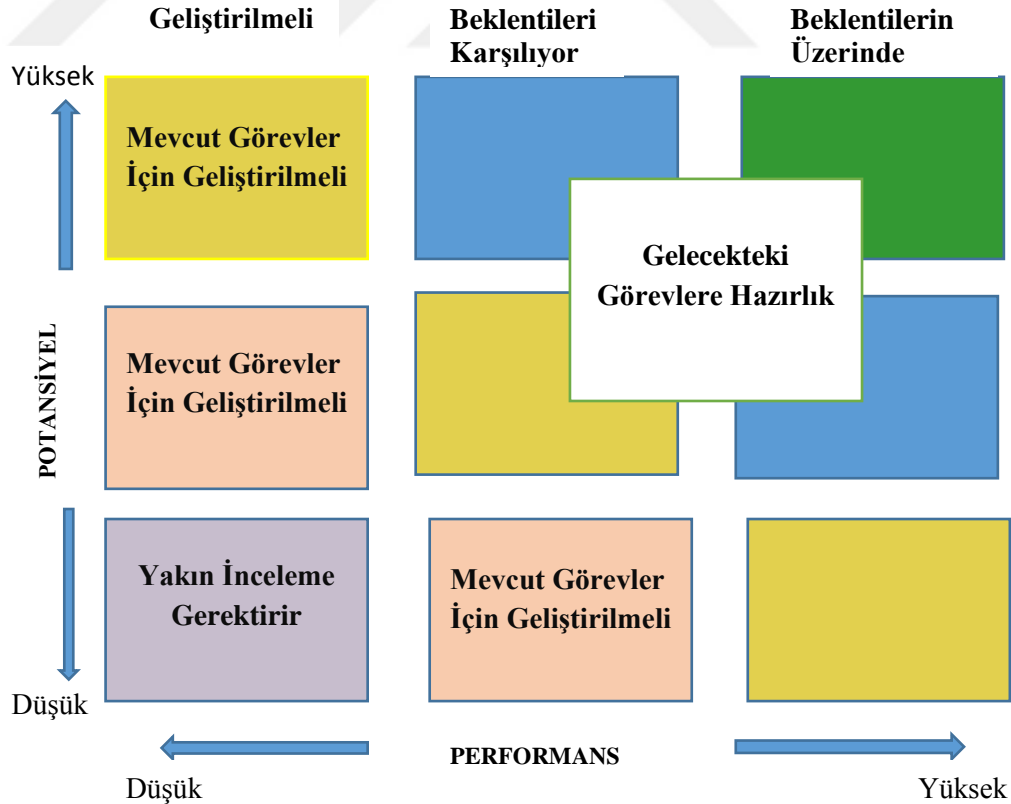 Geliştirilmeli
Beklentileri
Karşılıyor
Beklentilerin
Üzerinde
Yüksek
Mevcut Görevler
İçin Geliştirilmeli
Gelecekteki
Görevlere Hazırlık
POTANSİYEL
Mevcut Görevler
İçin Geliştirilmeli
Yakın İnceleme
Gerektirir
Mevcut Görevler
İçin Geliştirilmeli
Düşük
PERFORMANS
Düşük
Yüksek